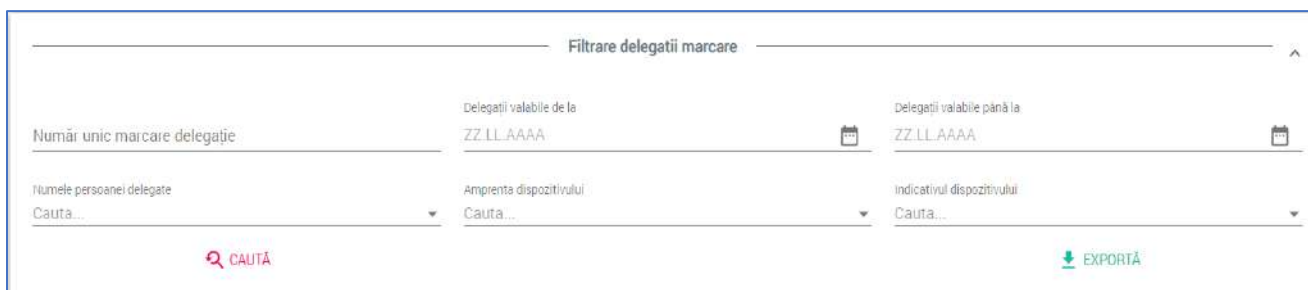 Filtrare delegatii marcare
Număr unic marcare delegație
Delegații valabile de la
ZZ.LL.AAAA
Delegații valabile până la
ZZ.LL.AAAA
Numele persoanei delegate
Cauta...
Amprenta dispozitivului
Cauta...
Indicativul dispozitivului
Cauta...
CAUTĂ
EXPORTĂ